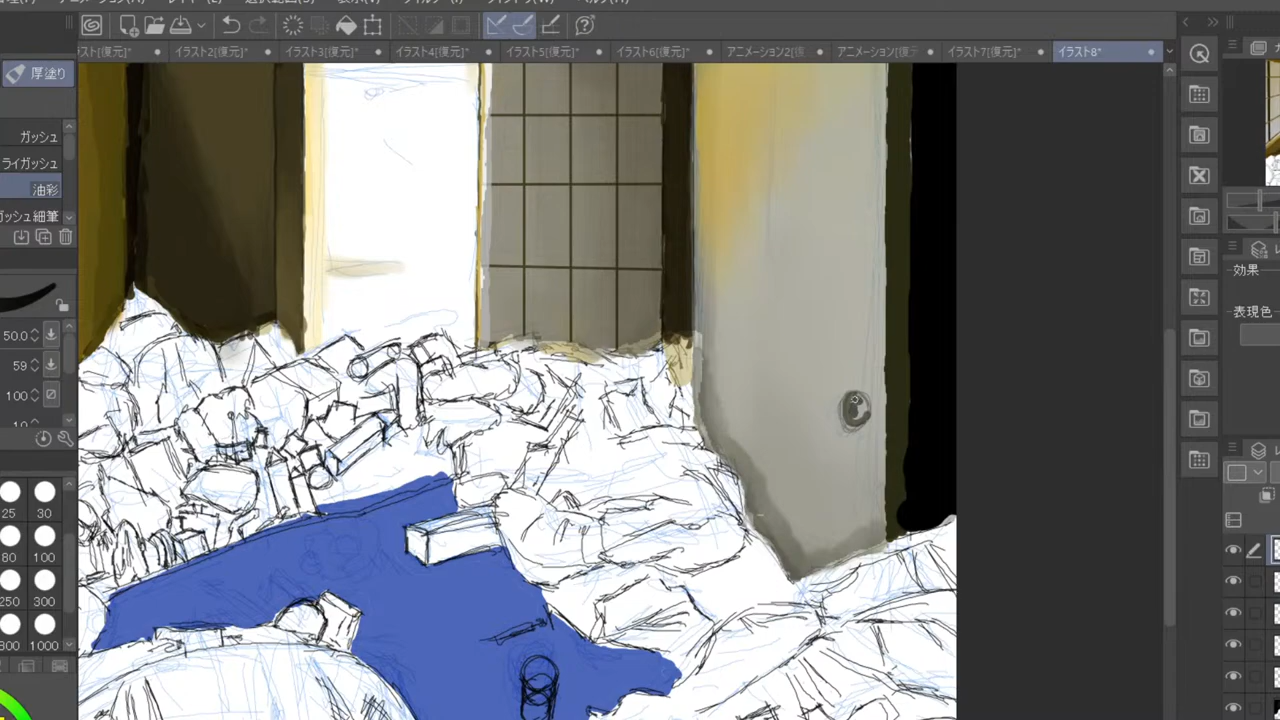 スト[復元]*
イラスト2[復元]*
イラスト3[復元]*
イラスト4[復元]*
イラスト5[復元]*
イラスト6[復元]*
アニメーション2[復
アニメーション[復元
イラスト7[復元]*
イラスト8*
厚塗り
ガッシュ
ライガッシュ
油彩
ガッシュ細筆
50.0
59
100
25
30
80
100
250
300
800
1000
効果
表現色